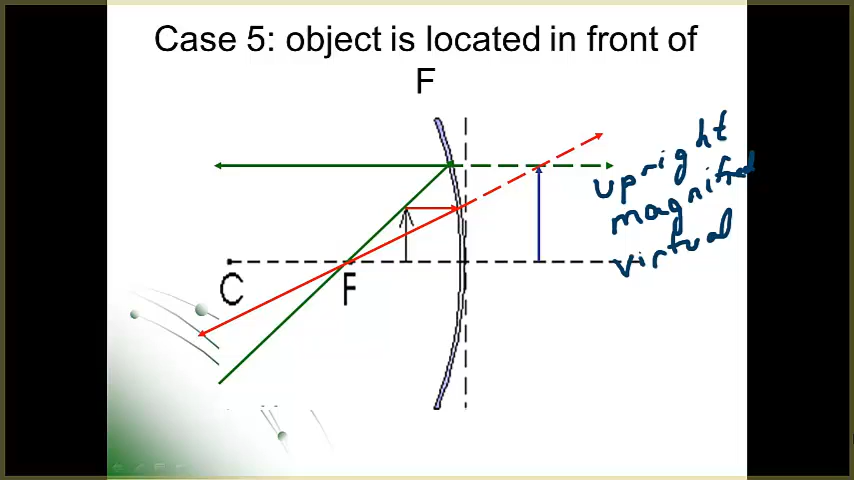 Case 5: object is located in front of
F
upright
magnified
virtual
C
F